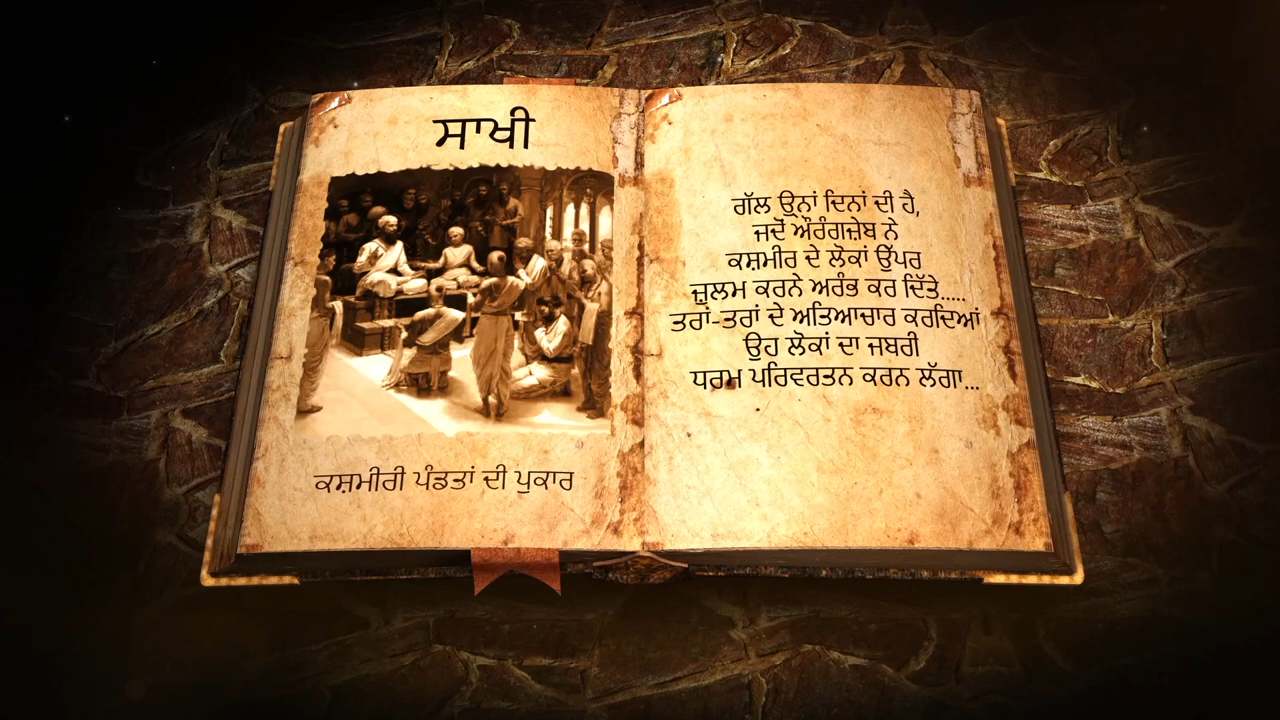 ਸਾਖੀ
ਕਸ਼ਮੀਰੀ ਪੰਡਤਾਂ ਦੀ ਪੁਕਾਰ
ਗੱਲ ਉਨਾਂ ਦਿਨਾਂ ਦੀ ਹੈ,
ਜਦੋਂ ਔਰੰਗਜ਼ੇਬ ਨੇ
ਕਸ਼ਮੀਰ ਦੇ ਲੋਕਾਂ ਉੱਪਰ
ਜ਼ੁਲਮ ਕਰਨੇ ਅਰੰਭ ਕਰ ਦਿੱਤੇ.....
ਤਰਾਂ-ਤਰਾਂ ਦੇ ਅਤਿਆਚਾਰ ਕਰਦਿਆਂ
ਉਹ ਲੋਕਾਂ ਦਾ ਜਬਰੀ
ਧਰਮ ਪਰਿਵਰਤਨ ਕਰਨ ਲੱਗਾ...